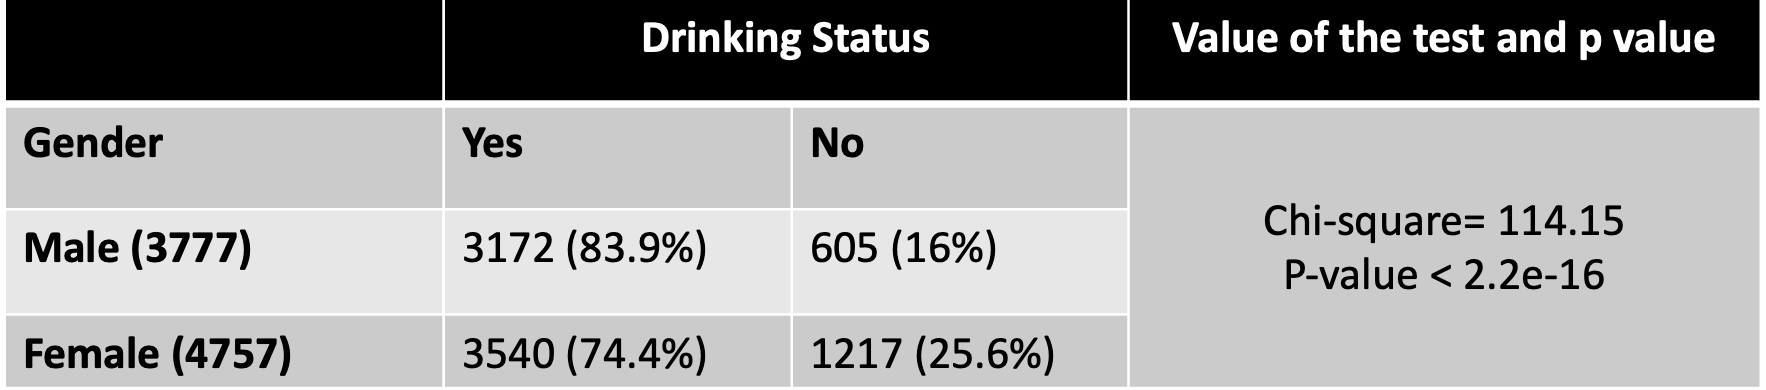 Drinking Status
Value of the test and p value
Gender
Yes
No
Male (3777)
3172 (83.9%)
605 (16%)
Female (4757)
3540 (74.4%)
1217 (25.6%)
Chi-square= 114.15
P-value < 2.2e-16